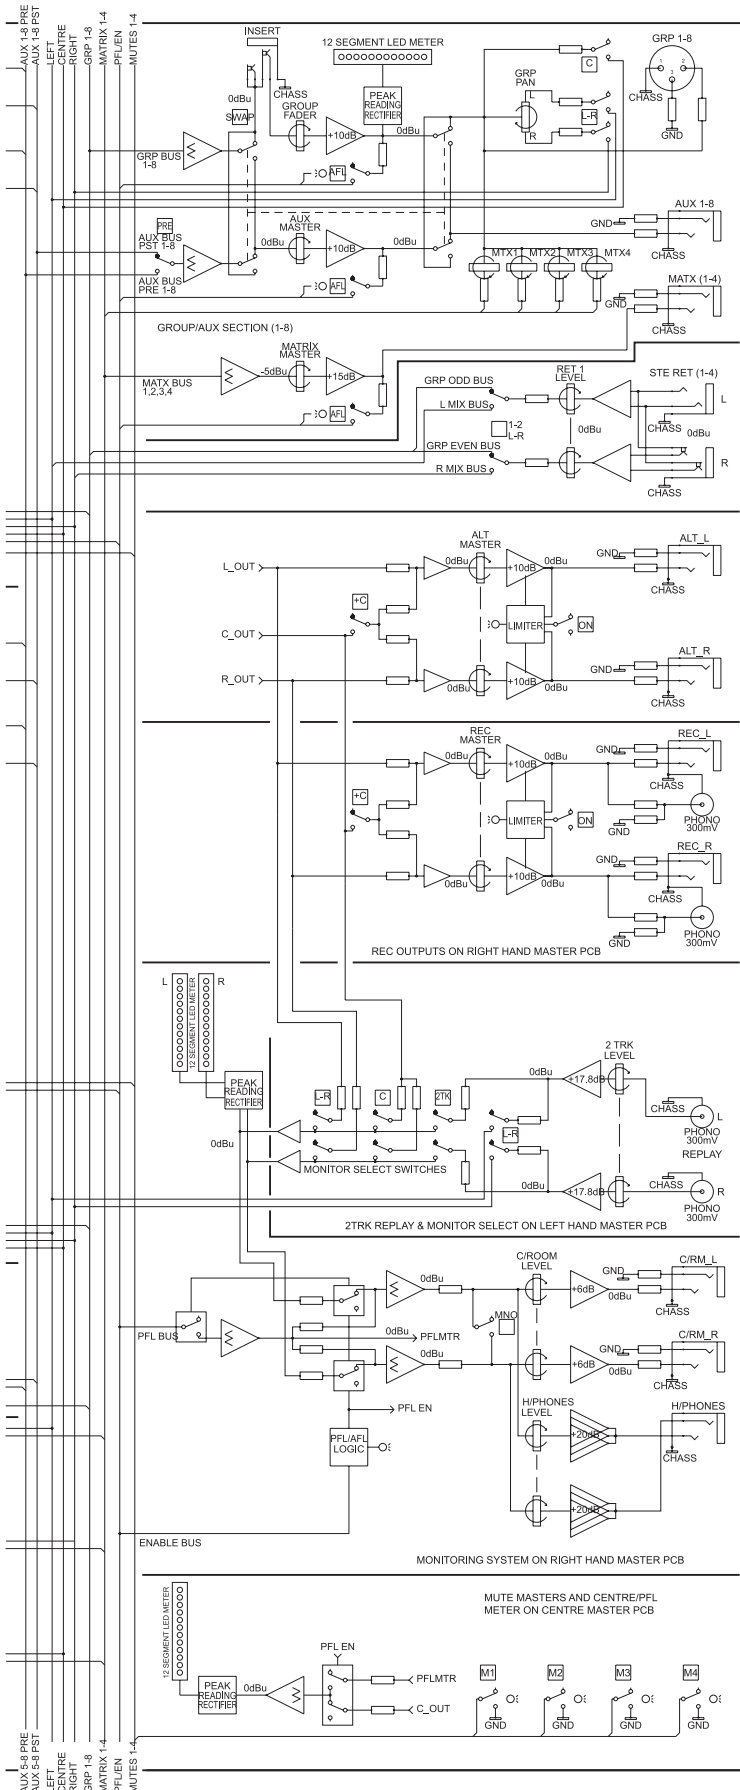 AUX 1-8 PRE
AUX 1-8 PST
LEFT
CENTRE
RIGHT
GRP 1-8
MATRIX 1-4
PFL/EN
MUTES 1-4
INSERT
12 SEGMENT LED METER
GRP 1-8
C
CHASS
0dBu
SWAP
GROUP
FADER
PEAK
READING
RECTIFIER
GRP
PAN
L
R
L-R
1
2
3
CHASS
GND
+10dB
0dBu
GRP BUS
1-8
AFL
PRE
AUX BUS
PST 1-8
AUX BUS
PRE 1-8
AUX
MASTER
0dBu
+10dB
0dBu
AFL
AUX 1-8
GND
CHASS
MTX1
MTX2
MTX3
MTX4
MATX (1-4)
GND
CHASS
GROUP/AUX SECTION (1-8)
MATRIX
MASTER
-5dBu
+15dB
MATX BUS
1,2,3,4
AFL
GRP ODD BUS
L MIX BUS
RET 1
LEVEL
STE RET (1-4)
L
CHASS
1-2
L-R
0dBu
0dBu
GRP EVEN BUS
R MIX BUS
R
CHASS
L_OUT
C_OUT
R_OUT
+C
ALT
MASTER
0dBu
+10dB
0dBu
LIMITER
ON
0dBu
+10dB
0dBu
ALT_L
GND
CHASS
ALT_R
GND
CHASS
REC
MASTER
+C
0dBu
+10dB
0dBu
LIMITER
ON
0dBu
+10dB
0dBu
REC_L
GND
CHASS
GND
PHONO
300mV
REC_R
GND
CHASS
GND
PHONO
300mV
REC OUTPUTS ON RIGHT HAND MASTER PCB
L
R
12 SEGMENT LED METER
PEAK
READING
RECTIFIER
0dBu
L-R
C
2TK
L-R
MONITOR SELECT SWITCHES
0dBu
+17.8dB
2 TRK
LEVEL
CHASS
L
PHONO
300mV
REPLAY
0dBu
+17.8dB
CHASS
R
PHONO
300mV
2TRK REPLAY & MONITOR SELECT ON LEFT HAND MASTER PCB
PFL BUS
0dBu
0dBu
PFLMTR
0dBu
MNO
C/ROOM
LEVEL
+6dB
0dBu
GND
C/RM_L
CHASS
+6dB
0dBu
GND
C/RM_R
CHASS
PFL EN
PFL/AFL
LOGIC
H/PHONES
LEVEL
+20dB
H/PHONES
CHASS
+20dB
ENABLE BUS
MONITORING SYSTEM ON RIGHT HAND MASTER PCB
12 SEGMENT LED METER
MUTE MASTERS AND CENTRE/PFL
METER ON CENTRE MASTER PCB
PFL EN
PEAK
READING
RECTIFIER
0dBu
PFLMTR
C_OUT
M1
M2
M3
M4
GND
GND
GND
GND
AUX 5-8 PRE
AUX 5-8 PST
LEFT
CENTRE
RIGHT
GRP 1-8
MATRIX 1-4
PFL/EN
MUTES 1-4